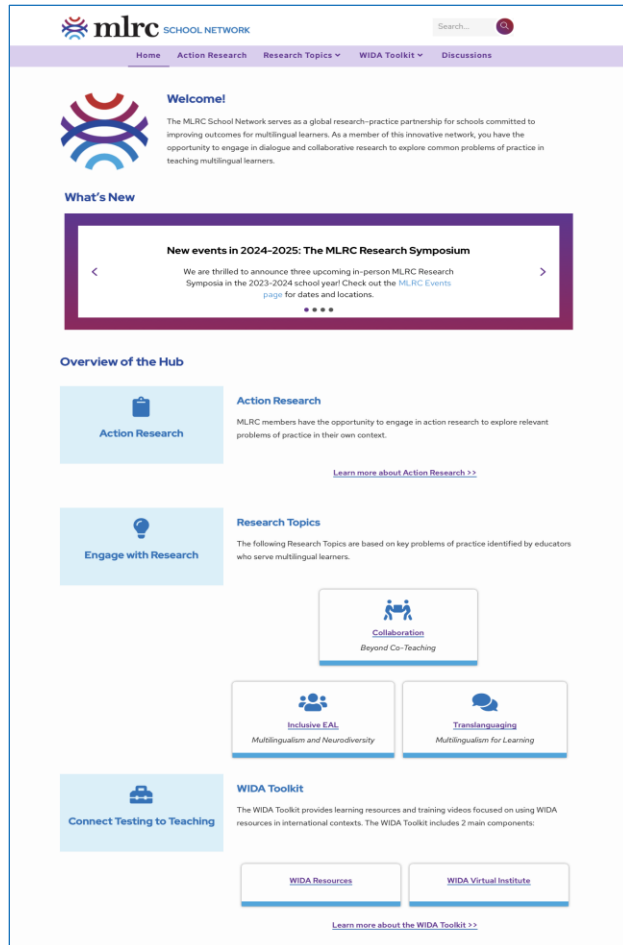 mlrc SCHOOL NETWORK
Search...
Home Action Research Research Topics WIDA Toolkit Discussions
Welcome!
The MLRC School Network serves as a global research-practice partnership for schools committed to
improving outcomes for multilingual learners. As a member of this innovative network, you have the
opportunity to engage in dialogue and collaborative research to explore common problems of practice in
teaching multilingual learners.
What's New
New events in 2024-2025: The MLRC Research Symposium
We are thrilled to announce three upcoming in-person MLRC Research
Symposia in the 2023-2024 school year! Check out the MLRC Events
page for dates and locations.
Overview of the Hub
Action Research
Action Research
MLRC members have the opportunity to engage in action research to explore relevant
problems of practice in their own context.
Learn more about Action Research >>
Engage with Research
Research Topics
The following Research Topics are based on key problems of practice identified by educators
who serve multilingual learners.
Collaboration
Beyond Co-Teaching
Inclusive EAL
Multilingualism and Neurodiversity
Translanguaging
Multilingualism for Learning
Connect Testing to Teaching
WIDA Toolkit
The WIDA Toolkit provides learning resources and training videos focused on using WIDA
resources in international contexts. The WIDA Toolkit includes 2 main components:
WIDA Resources
WIDA Virtual Institute
Learn more about the WIDA Toolkit >>